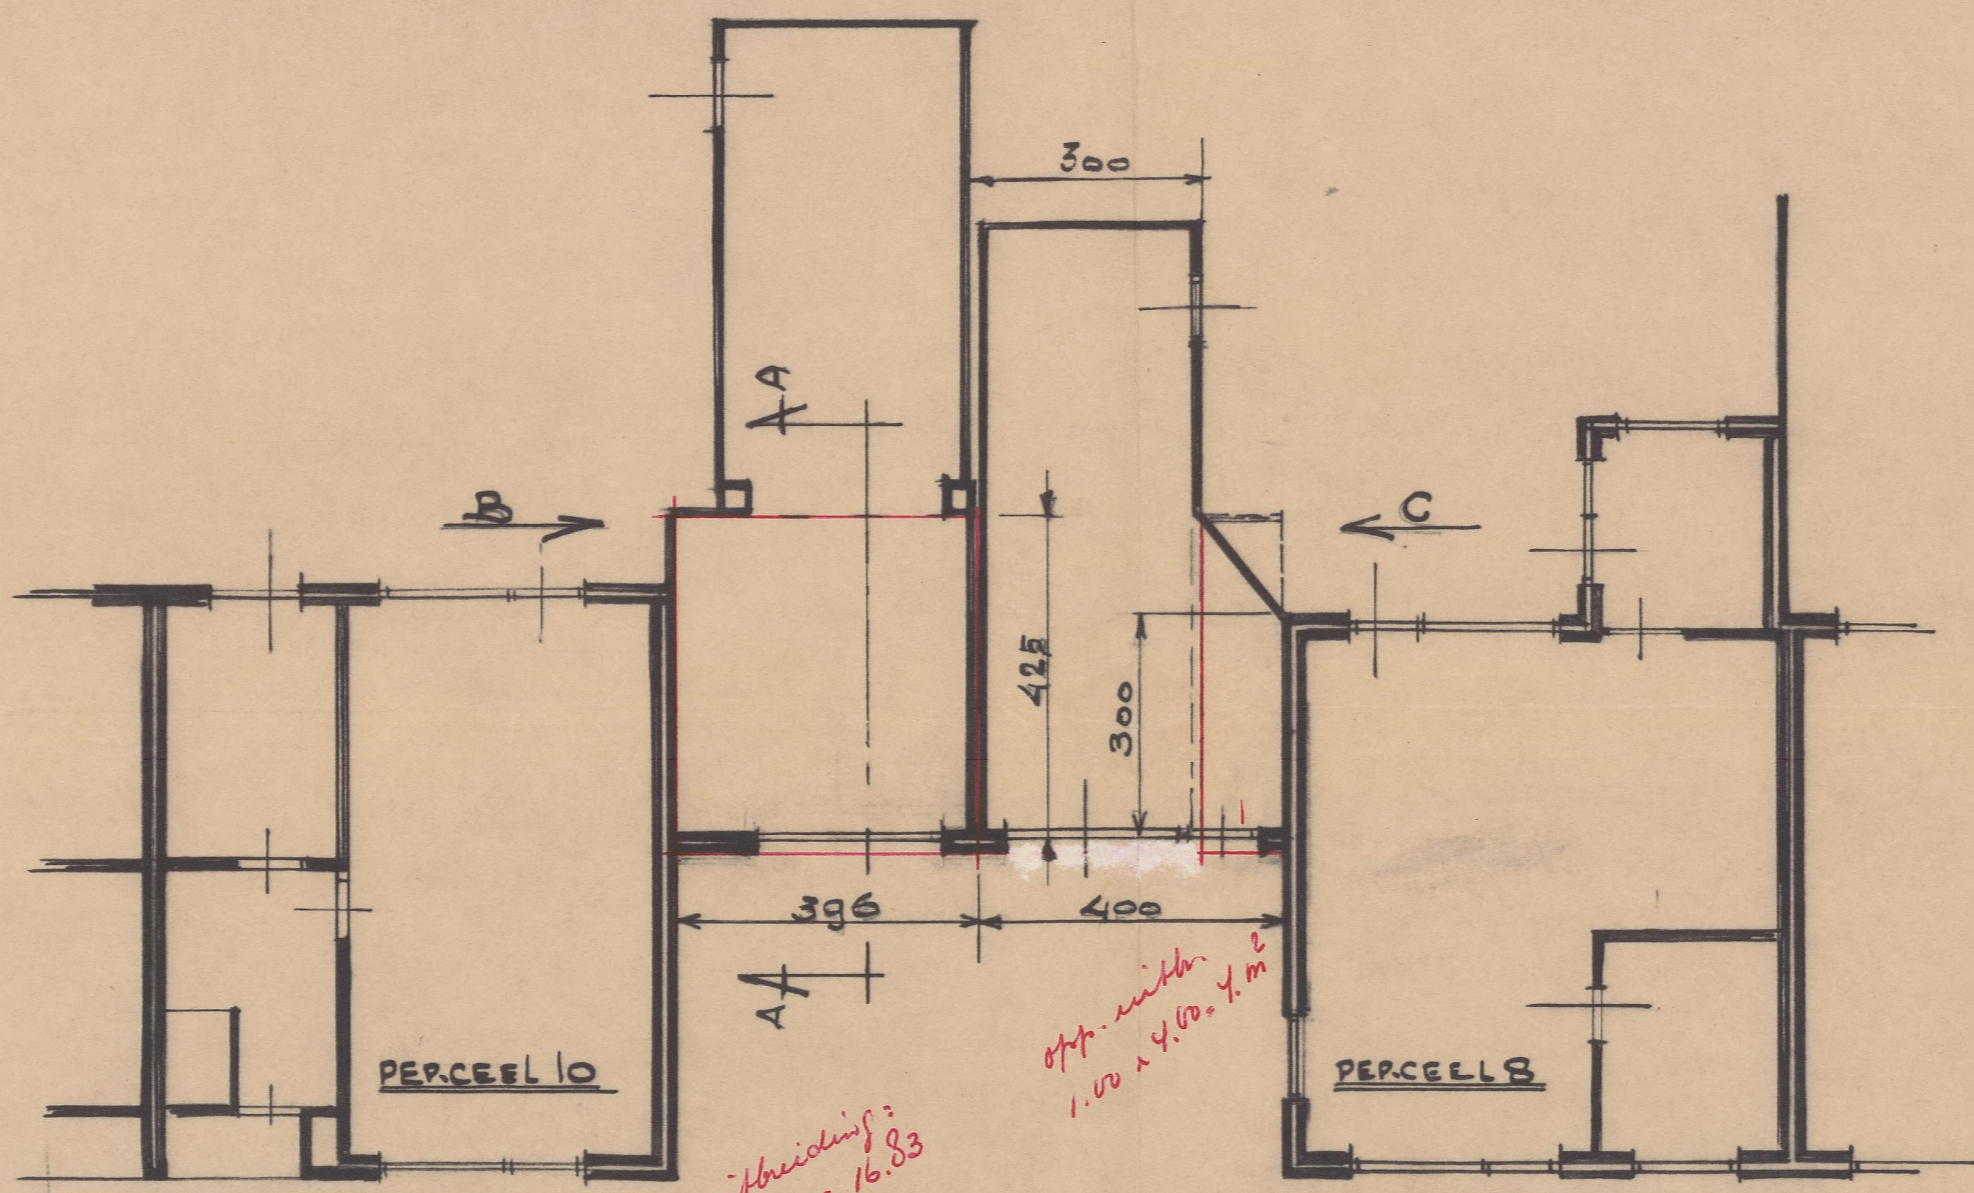 300
A
B
C
425
300
396
400
A
opp. uitbr.
1.00 x 4.00 = 4. m²
PERCEEL 10
PERCEEL 8
itbreiding:
16.83